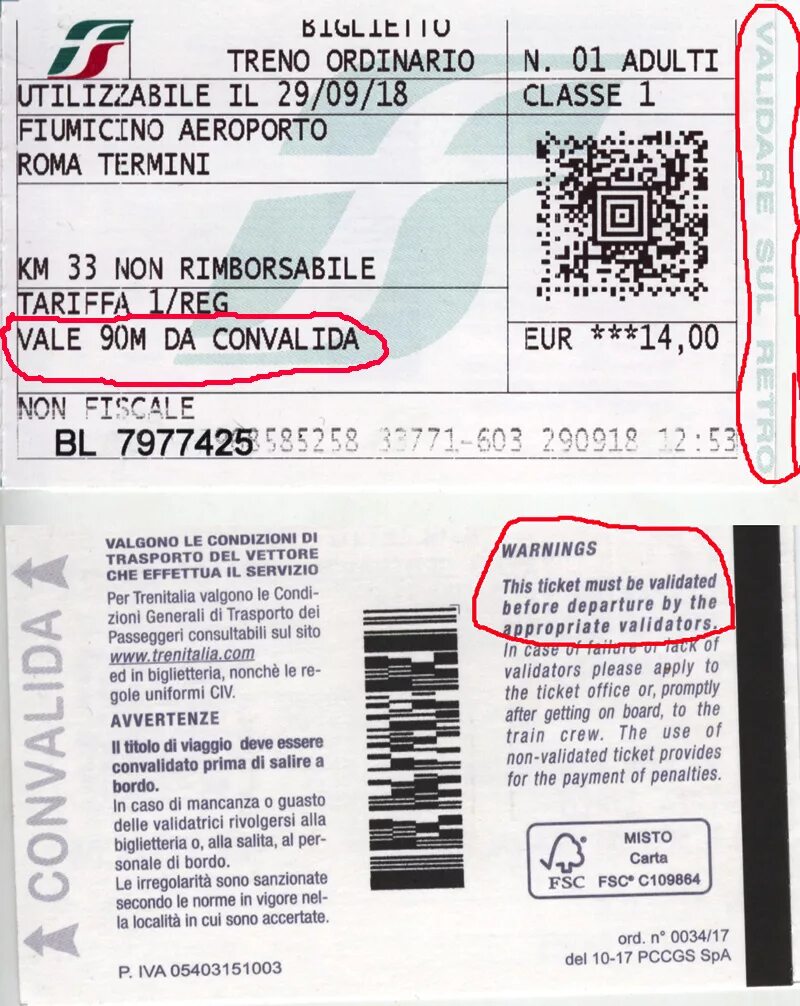 BIGLIETTO
TRENO ORDINARIO
N. 01 ADULTI
UTILIZZABILE IL 29/09/18
CLASSE 1
FIUMICINO AEROPORTO
ROMA TERMINI
KM 33 NON RIMBORSABILE
TARIFFA 1/REG
VALE 90M DA CONVALIDA
EUR ***14,00
NON FISCALE
BL 7977425
8585258 33771-603 290918 12:53
VALIDARE SUL RETRO
CONVALIDA
VALGONO LE CONDIZIONI DI
TRASPORTO DEL VETTORE
CHE EFFETTUA IL SERVIZIO
Per Trenitalia valgono le Condi-
zioni Generali di Trasporto dei
Passeggeri consultabili sul sito
www.trenitalia.com
ed in biglietteria, nonchè le re-
gole uniformi CIV.
AVVERTENZE
Il titolo di viaggio deve essere
convalidato prima di salire a
bordo.
In caso di mancanza o guasto
delle validatrici rivolgersi alla
biglietteria o, alla salita, al per-
sonale di bordo.
Le irregolarità sono sanzionate
secondo le norme in vigore nel-
la località in cui sono accertate.
P. IVA 05403151003
WARNINGS
This ticket must be validated
before departure by the
appropriate validators.
In case of failure or lack of
validators please apply to
the ticket office or, promptly
after getting on board, to the
train crew. The use of
non-validated ticket provides
for the payment of penalties.
FSC
MISTO
Carta
FSC® C109864
ord. n° 0034/17
del 10-17 PCCGS SpA